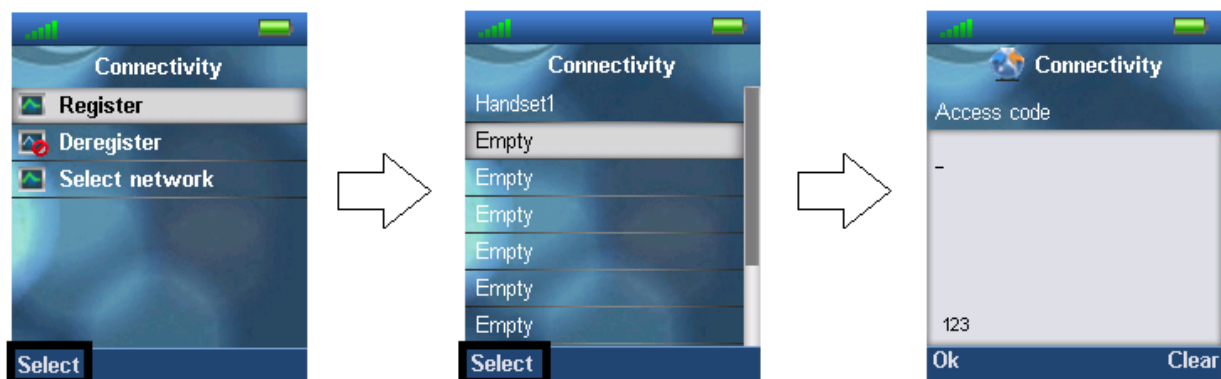 Connectivity
Register
Deregister
Select network
Select
Connectivity
Handset1
Empty
Empty
Empty
Empty
Empty
Empty
Select
Connectivity
Access code
_
123
Ok Clear